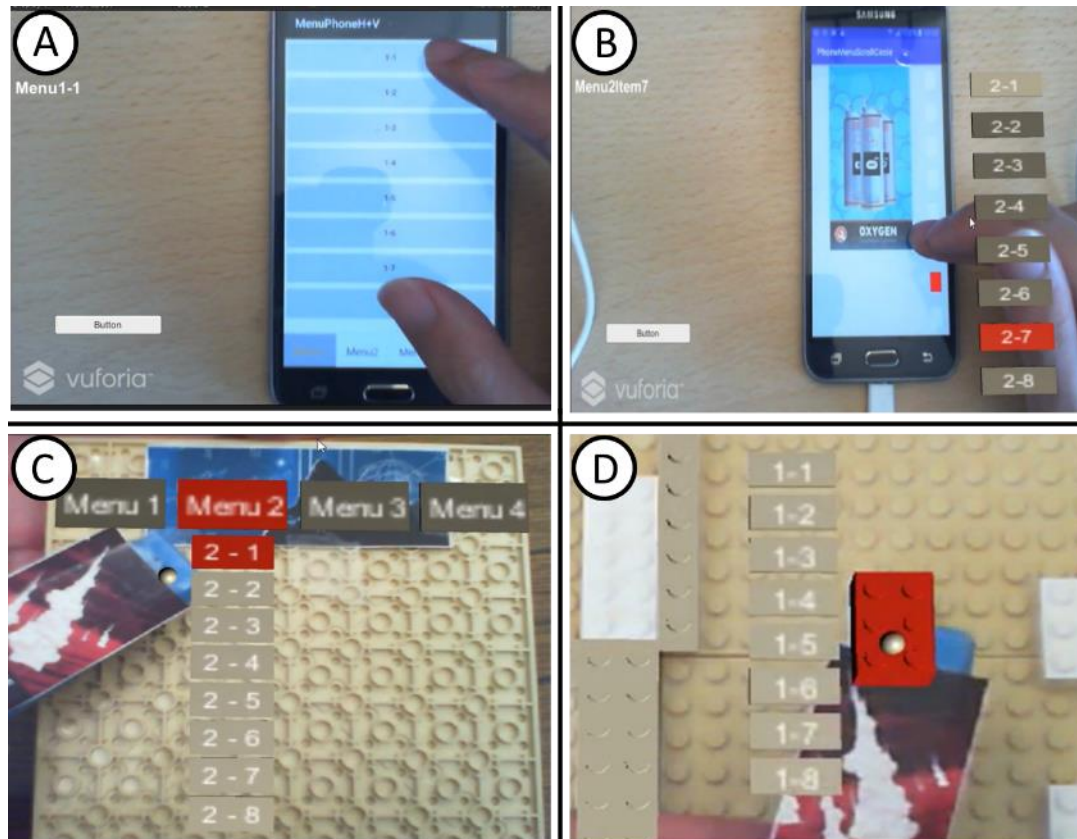 A
MenuPhoneH+V
Menu1-1
1-1
1-2
1-3
1-4
1-5
1-6
1-7
Menu2
Button
vuforia
B
SAMSUNG
PhoneMenuScrollCircle
Menu2Item7
OXYGEN
2-1
2-2
2-3
2-4
2-5
2-6
2-7
2-8
Button
vuforia
C
Menu 1 Menu 2 Menu 3 Menu 4
2 - 1
2 - 2
2 - 3
2 - 4
2 - 5
2 - 6
2 - 7
2 - 8
D
1-1
1-2
1-3
1-4
1-5
1-6
1-7
1-8